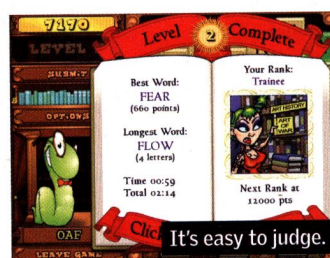 7170
LEVEL
SUBMIT
OPTIONS
OAF
LEAVE GAME
Level 2 Complete
Best Word:
FEAR
(660 points)
Longest Word:
FLOW
(4 letters)
Time 00:59
Total 02:14
Your Rank:
Trainee
ART HISTORY
ART
OF
WAR
Next Rank at
12000 pts
Click
It's easy to judge.